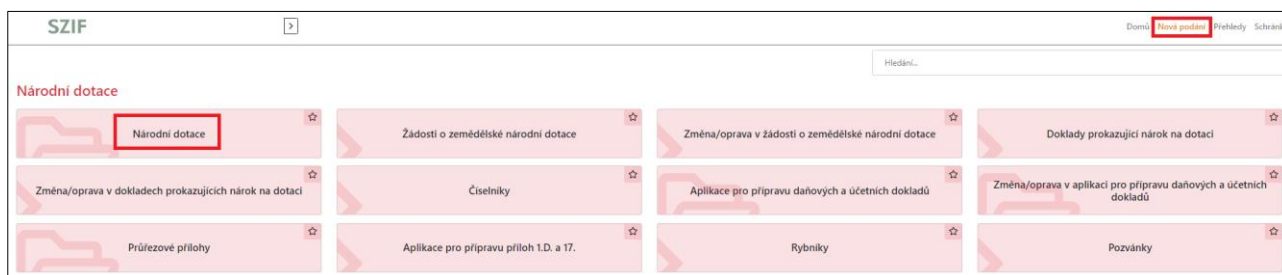 SZIF
Domů Nová podání Přehledy Schránk
Hledání...
Národní dotace
Národní dotace
Žádosti o zemědělské národní dotace
Změna/oprava v žádosti o zemědělské národní dotace
Doklady prokazující nárok na dotaci
Změna/oprava v dokladech prokazujících nárok na dotaci
Číselníky
Aplikace pro přípravu daňových a účetních dokladů
Změna/oprava v aplikaci pro přípravu daňových a účetních
dokladů
Průřezové přílohy
Aplikace pro přípravu příloh 1.D. a 17.
Rybníky
Pozvánky